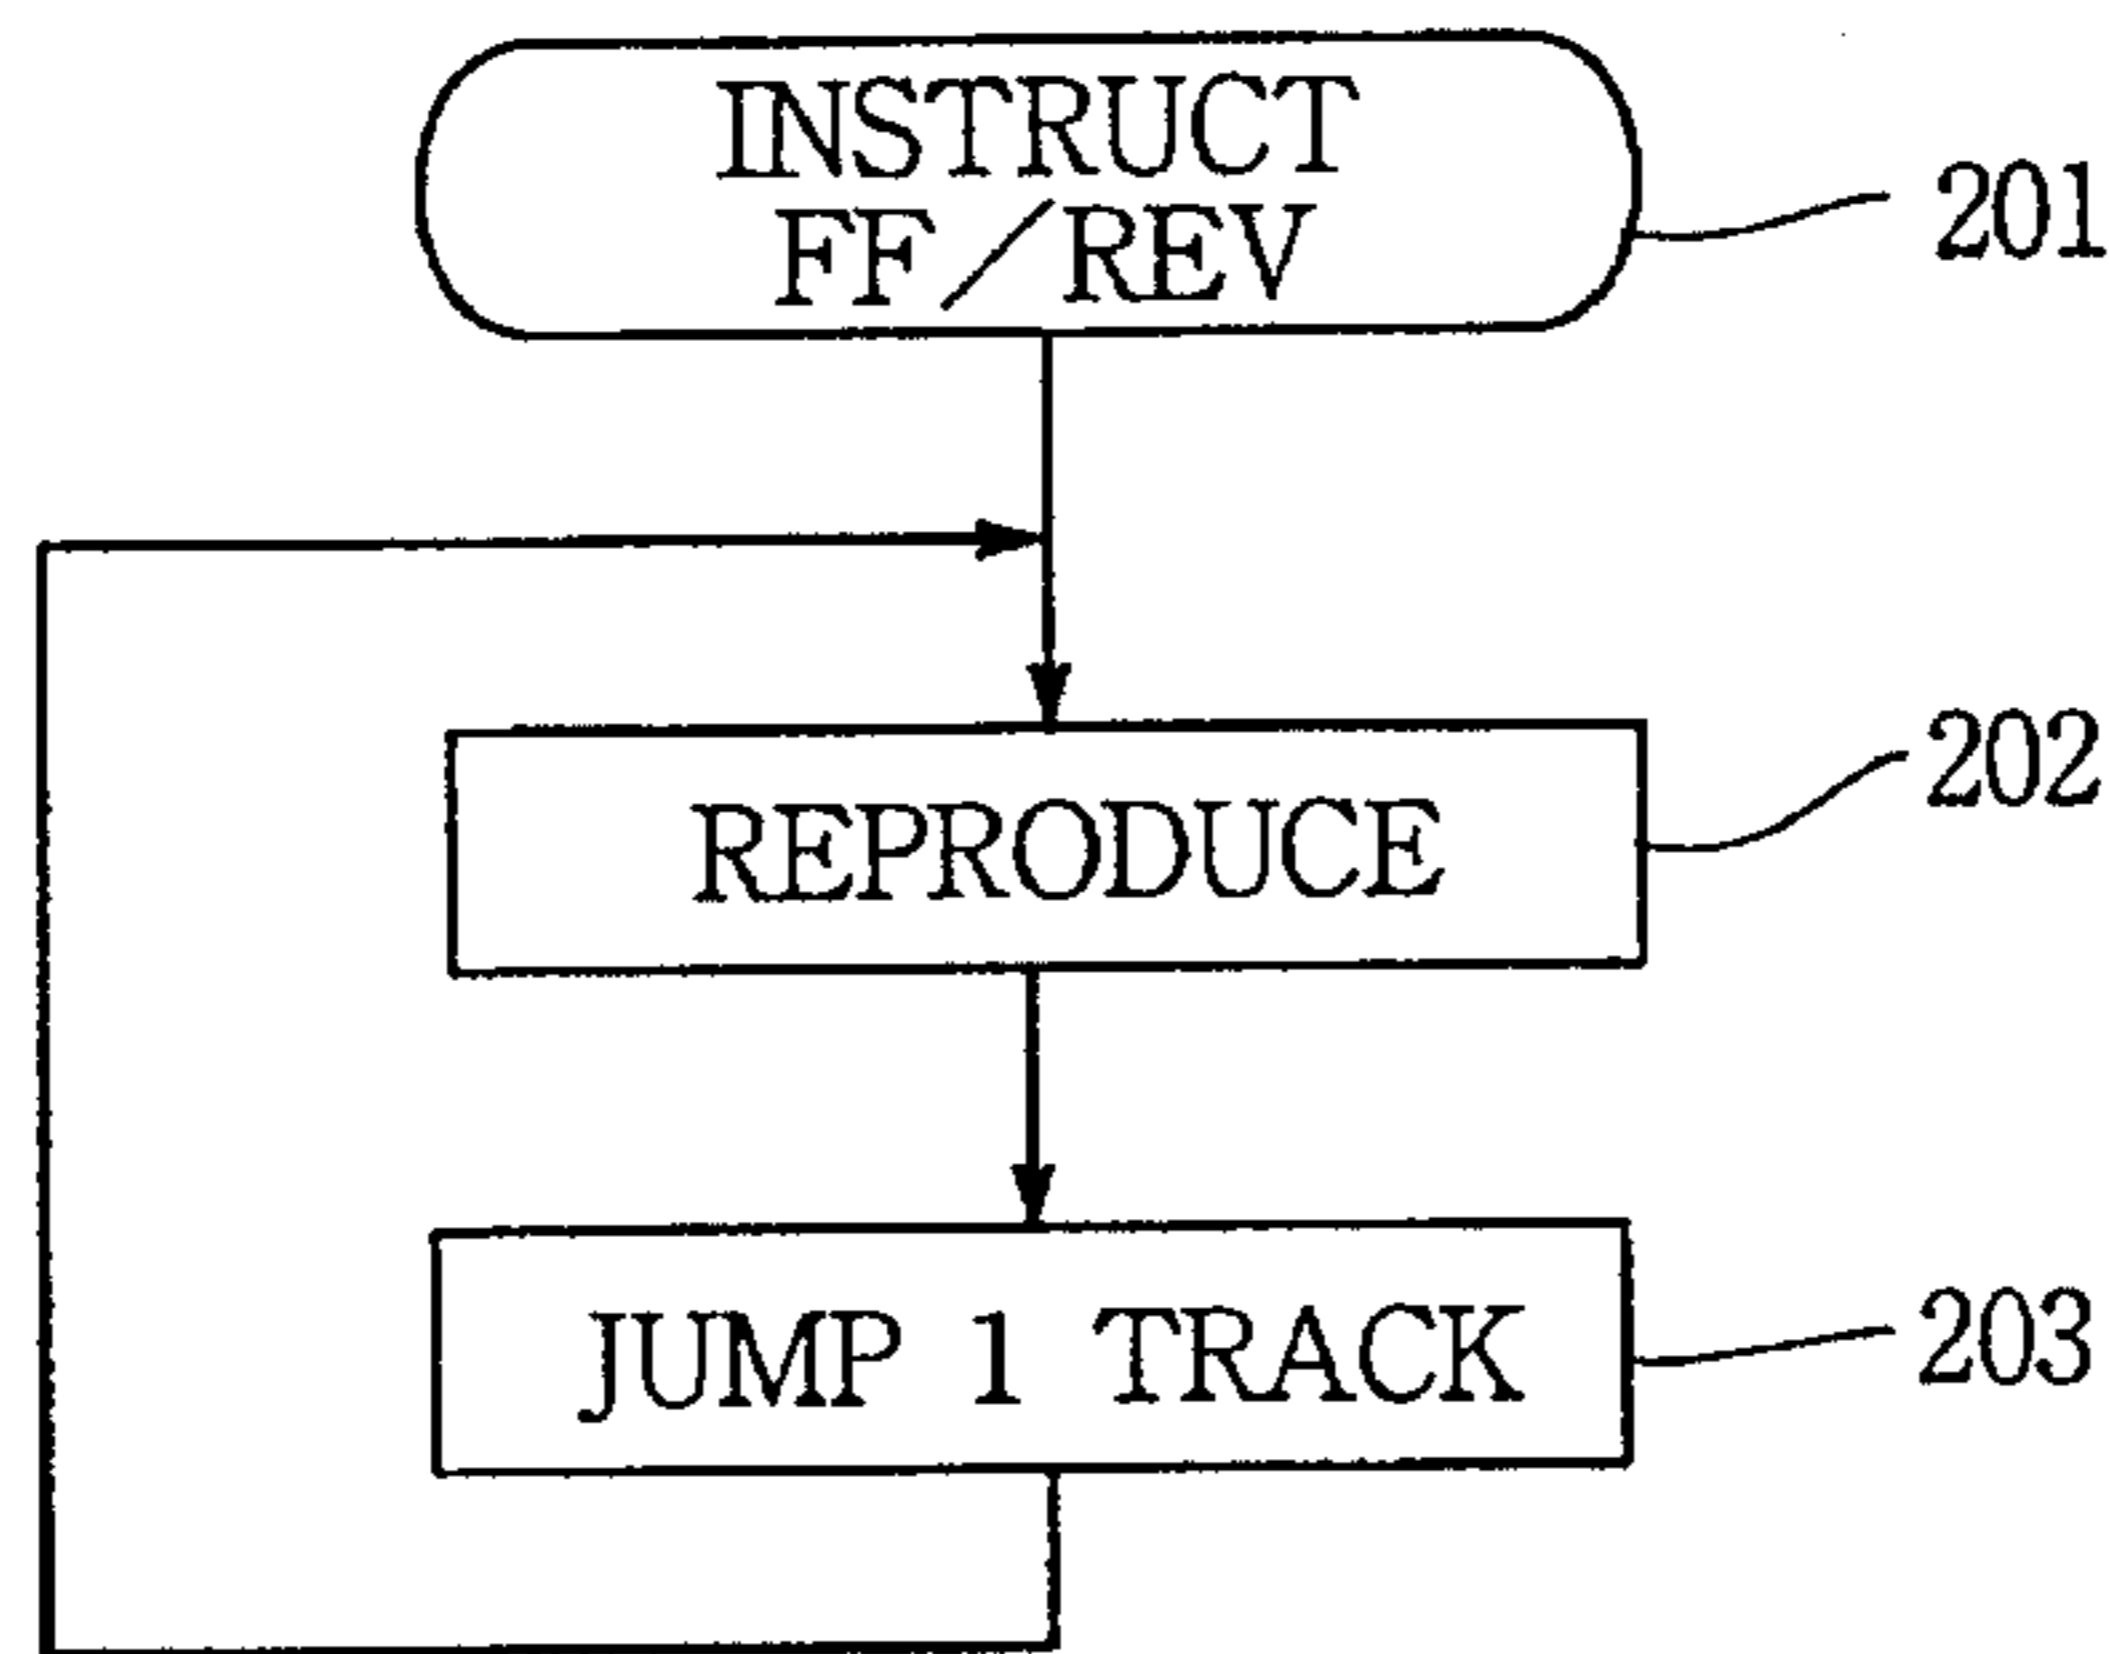 INSTRUCT
FF/REV
201
REPRODUCE
202
JUMP 1 TRACK
203